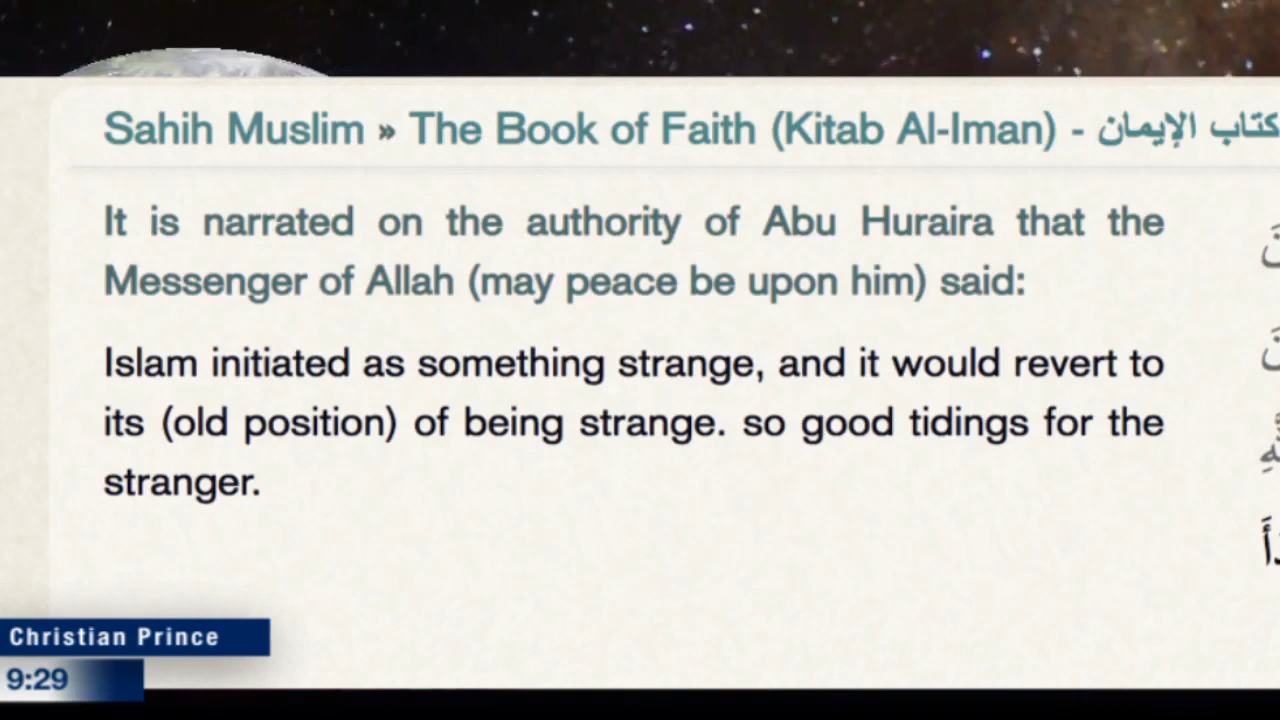 Sahih Muslim » The Book of Faith (Kitab Al-Iman) - كتاب الإيمان
It is narrated on the authority of Abu Huraira that the
Messenger of Allah (may peace be upon him) said:
Islam initiated as something strange, and it would revert to
its (old position) of being strange. so good tidings for the
stranger.
Christian Prince
9:29